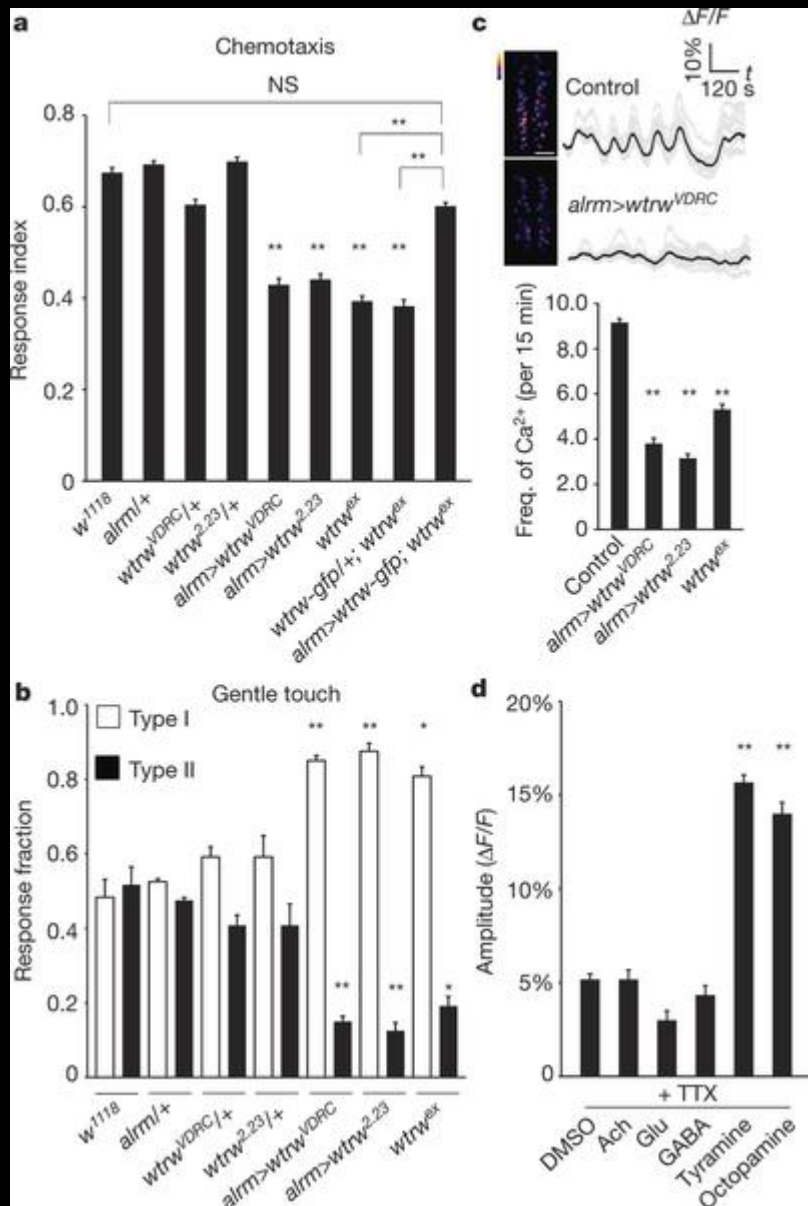 a
Chemotaxis
NS
**
**
** ** ** **
0.8
0.6
0.4
0.2
0
Response index
w1118
alrm/+
wtrwVDRC/+
wtrw2.23/+
alrm>wtrwVDRC
alrm>wtrw2.23
wtrwex
wtrw-gfp/+; wtrwex
alrm>wtrw-gfp; wtrwex
b
Gentle touch
Type I
Type II
** ** *
** ** *
1.0
0.8
0.6
0.4
0.2
0
Response fraction
w1118
alrm/+
wtrwVDRC/+
wtrw2.23/+
alrm>wtrwVDRC
alrm>wtrw2.23
wtrwex
c
ΔF/F
10%
t
120 s
Control
alrm>wtrwVDRC
10.0
8.0
6.0
4.0
2.0
0
** ** **
Freq. of Ca2+ (per 15 min)
Control
alrm>wtrwVDRC
alrm>wtrw2.23
wtrwex
d
20%
15%
10%
5%
0
** **
Amplitude (ΔF/F)
+ TTX
DMSO
Ach
Glu
GABA
Tyramine
Octopamine